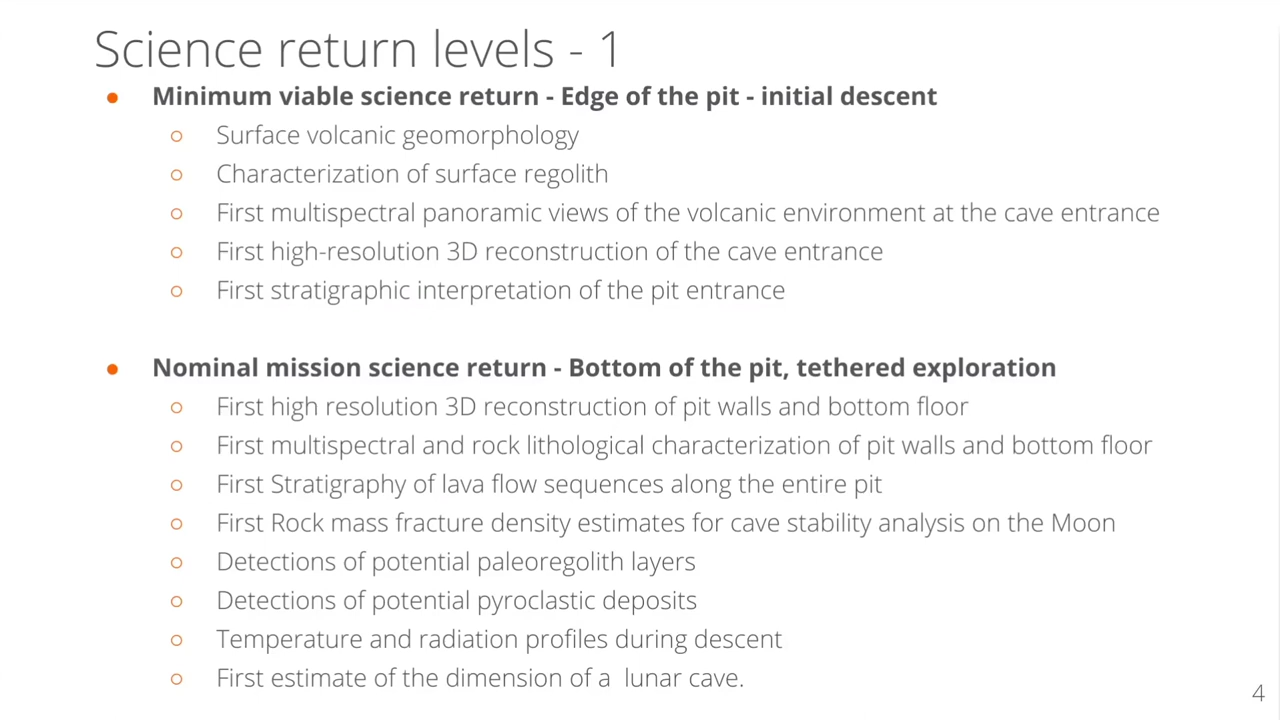 Science return levels - 1
● Minimum viable science return - Edge of the pit - initial descent
○ Surface volcanic geomorphology
○ Characterization of surface regolith
○ First multispectral panoramic views of the volcanic environment at the cave entrance
○ First high-resolution 3D reconstruction of the cave entrance
○ First stratigraphic interpretation of the pit entrance
● Nominal mission science return - Bottom of the pit, tethered exploration
○ First high resolution 3D reconstruction of pit walls and bottom floor
○ First multispectral and rock lithological characterization of pit walls and bottom floor
○ First Stratigraphy of lava flow sequences along the entire pit
○ First Rock mass fracture density estimates for cave stability analysis on the Moon
○ Detections of potential paleoregolith layers
○ Detections of potential pyroclastic deposits
○ Temperature and radiation profiles during descent
○ First estimate of the dimension of a  lunar cave.
4